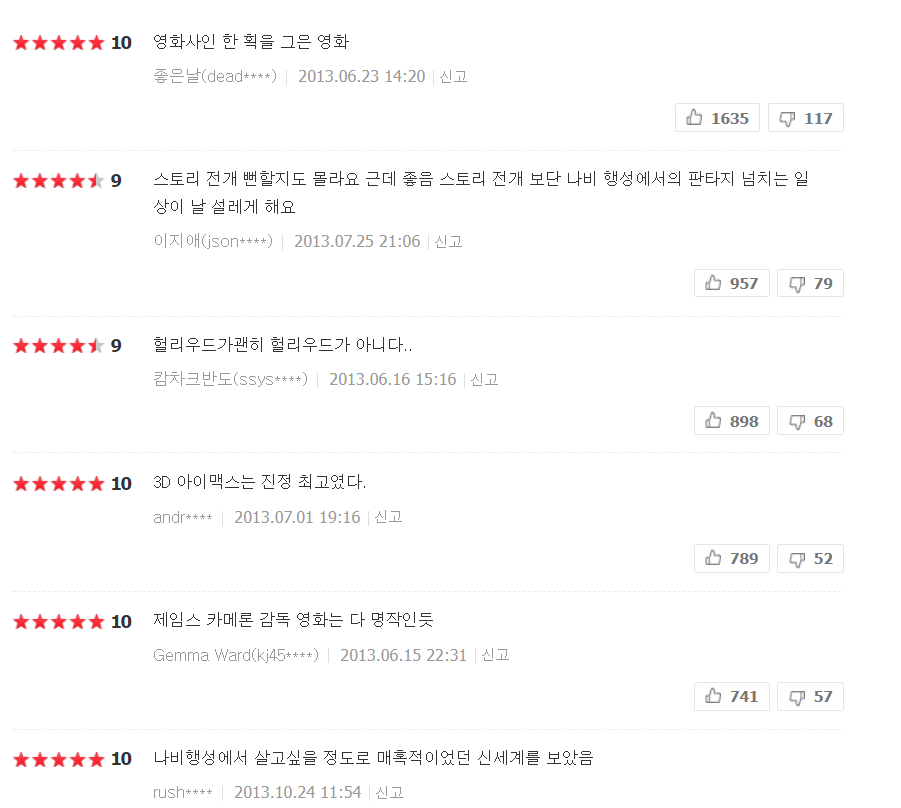 10 영화사인 한 획을 그은 영화
좋은날(dead****) 2013.06.23 14:20 신고
1635 117
9 스토리 전개 뻔할지도 몰라요 근데 좋음 스토리 전개 보단 나비 행성에서의 판타지 넘치는 일
상이 날 설레게 해요
이지애(json****) 2013.07.25 21:06 신고
957 79
9 헐리우드가괜히 헐리우드가 아니다..
캄차크반도(ssys****) 2013.06.16 15:16 신고
898 68
10 3D 아이맥스는 진정 최고였다.
andr**** 2013.07.01 19:16 신고
789 52
10 제임스 카메론 감독 영화는 다 명작인듯
Gemma Ward(kj45****) 2013.06.15 22:31 신고
741 57
10 나비행성에서 살고싶을 정도로 매혹적이었던 신세계를 보았음
rush**** 2013.10.24 11:54 신고